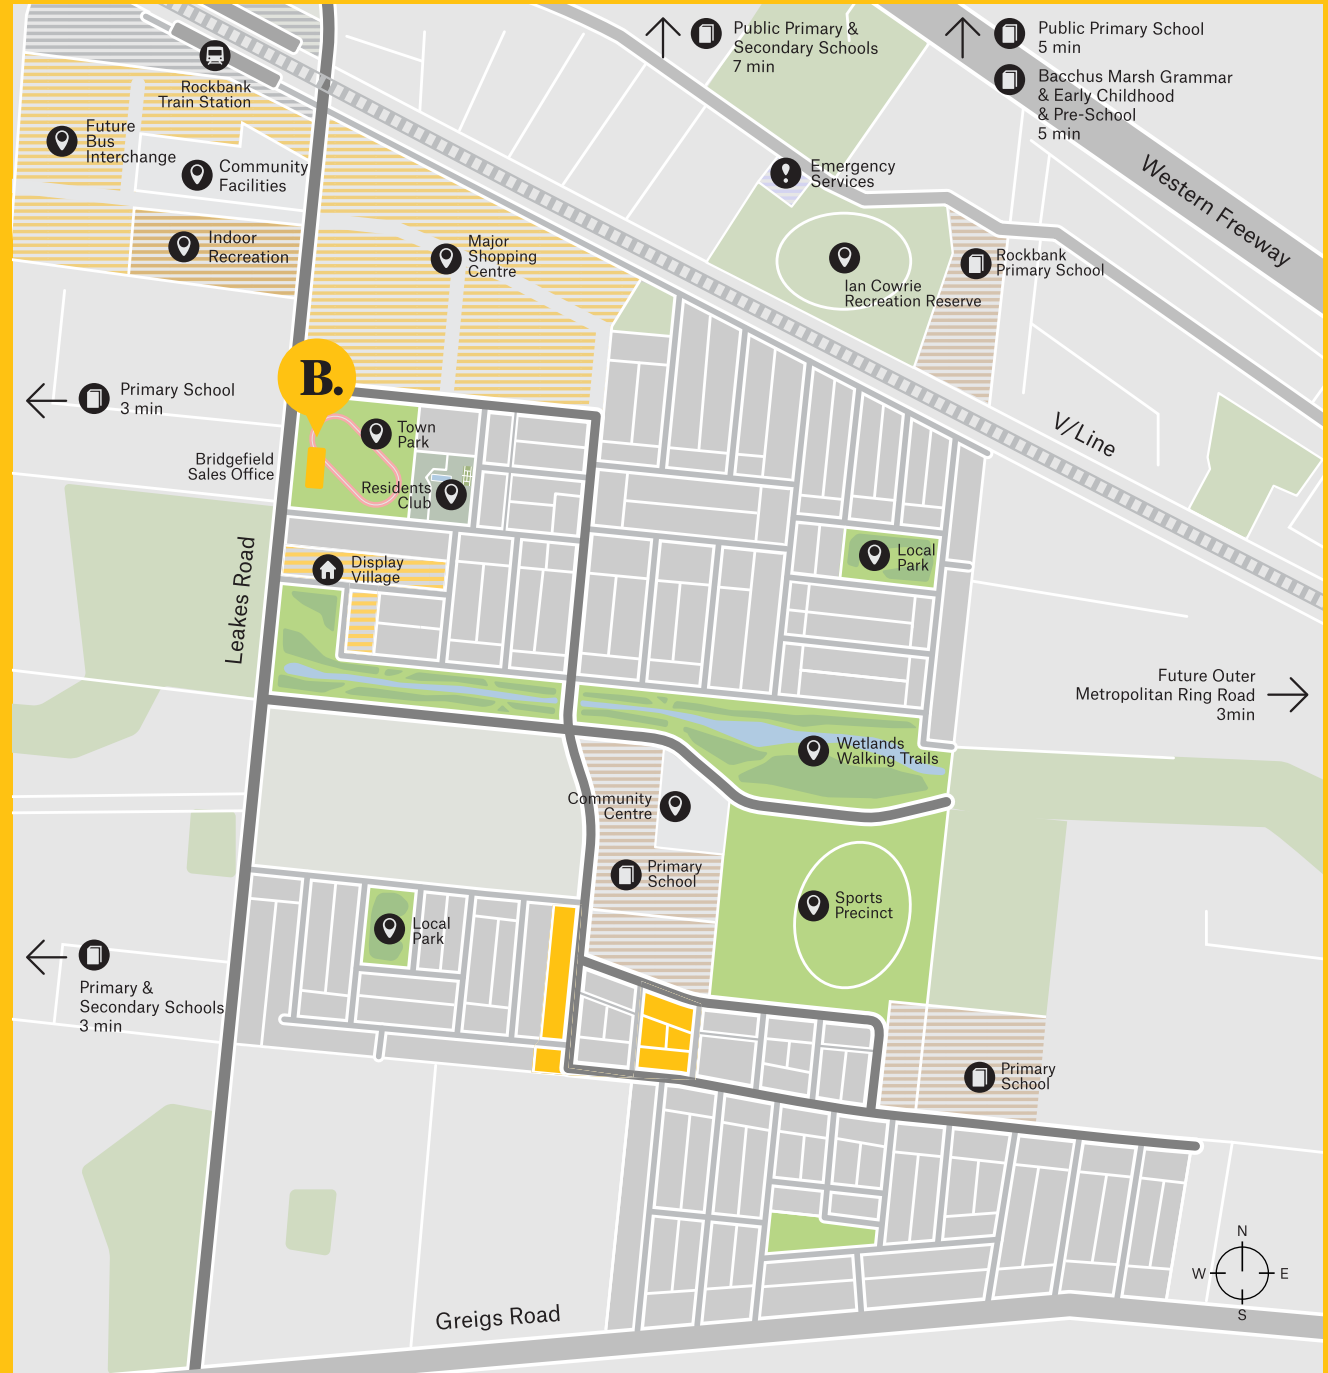 Public Primary &
Secondary Schools
7 min
Public Primary School
5 min
Bacchus Marsh Grammar
& Early Childhood
& Pre-School
5 min
Rockbank
Train Station
Future
Bus
Interchange
Community
Facilities
Emergency
Services
Western Freeway
Indoor
Recreation
Major
Shopping
Centre
Rockbank
Primary School
Ian Cowrie
Recreation Reserve
B.
Primary School
3 min
Town
Park
V/Line
Bridgefield
Sales Office
Residents
Club
Leakes Road
Display
Village
Local
Park
Future Outer
Metropolitan Ring Road
3min
Wetlands
Walking Trails
Community
Centre
Primary
School
Sports
Precinct
Local
Park
Primary &
Secondary Schools
3 min
Primary
School
Greigs Road
N
W
E
S